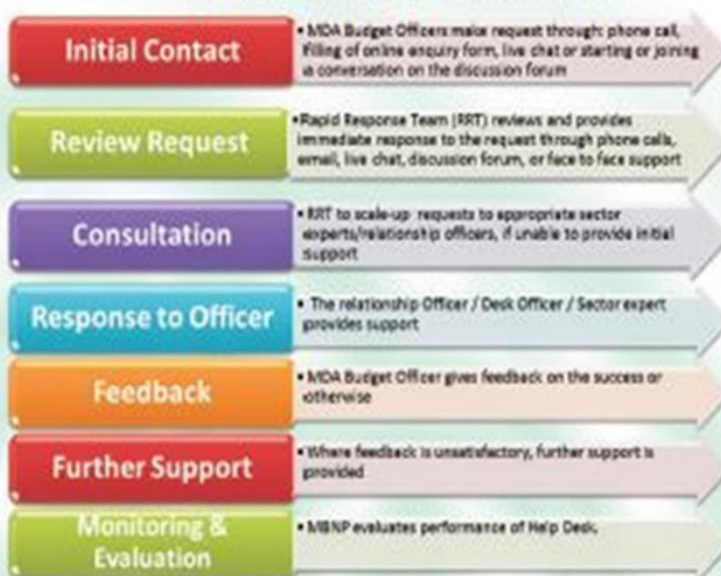 Initial Contact
• MDA Budget Officers make request through: phone call,
filling of online enquiry form, live chat or starting or joining
a conversation on the discussion forum
Review Request
•Rapid Response Team (RRT) reviews and provides
immediate response to the request through phone calls,
email, live chat, discussion forum, or face to face support
Consultation
• RRT to scale-up requests to appropriate sector
experts/relationship officers, if unable to provide initial
support
Response to Officer
• The relationship Officer / Desk Officer / Sector expert
provides support
Feedback
• MDA Budget Officer gives feedback on the success or
otherwise
Further Support
• Where feedback is unsatisfactory, further support is
provided
Monitoring &
Evaluation
• MBNP evaluates performance of Help Desk.